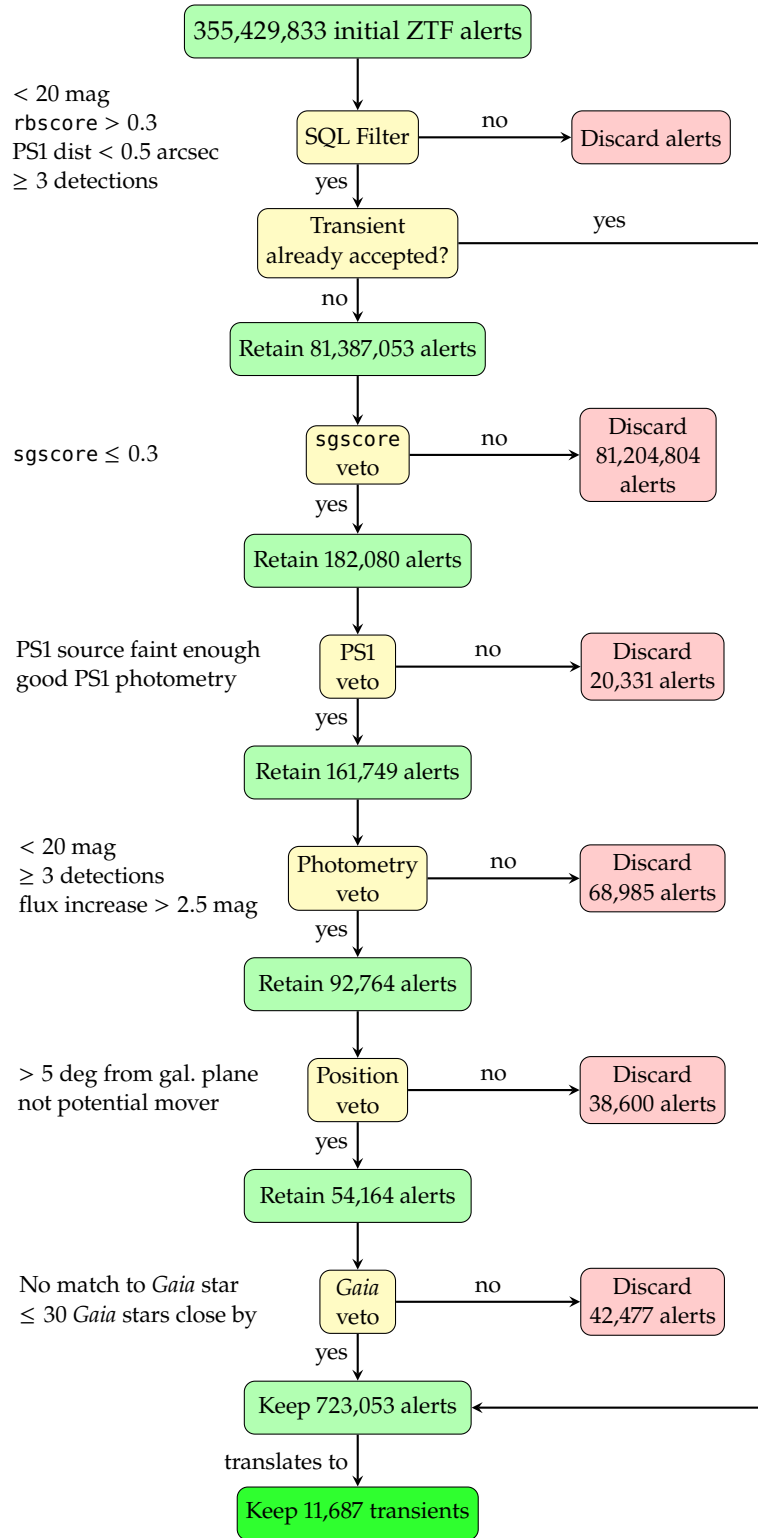 355,429,833 initial ZTF alerts
< 20 mag
rbscore > 0.3
PS1 dist < 0.5 arcsec
≥ 3 detections
SQL Filter
no
Discard alerts
yes
Transient
already accepted?
yes
no
Retain 81,387,053 alerts
sgscore ≤ 0.3
sgscore
veto
no
Discard
81,204,804
alerts
yes
Retain 182,080 alerts
PS1 source faint enough
good PS1 photometry
PS1
veto
no
Discard
20,331 alerts
yes
Retain 161,749 alerts
< 20 mag
≥ 3 detections
flux increase > 2.5 mag
Photometry
veto
no
Discard
68,985 alerts
yes
Retain 92,764 alerts
> 5 deg from gal. plane
not potential mover
Position
veto
no
Discard
38,600 alerts
yes
Retain 54,164 alerts
No match to Gaia star
≤ 30 Gaia stars close by
Gaia
veto
no
Discard
42,477 alerts
yes
Keep 723,053 alerts
translates to
Keep 11,687 transients